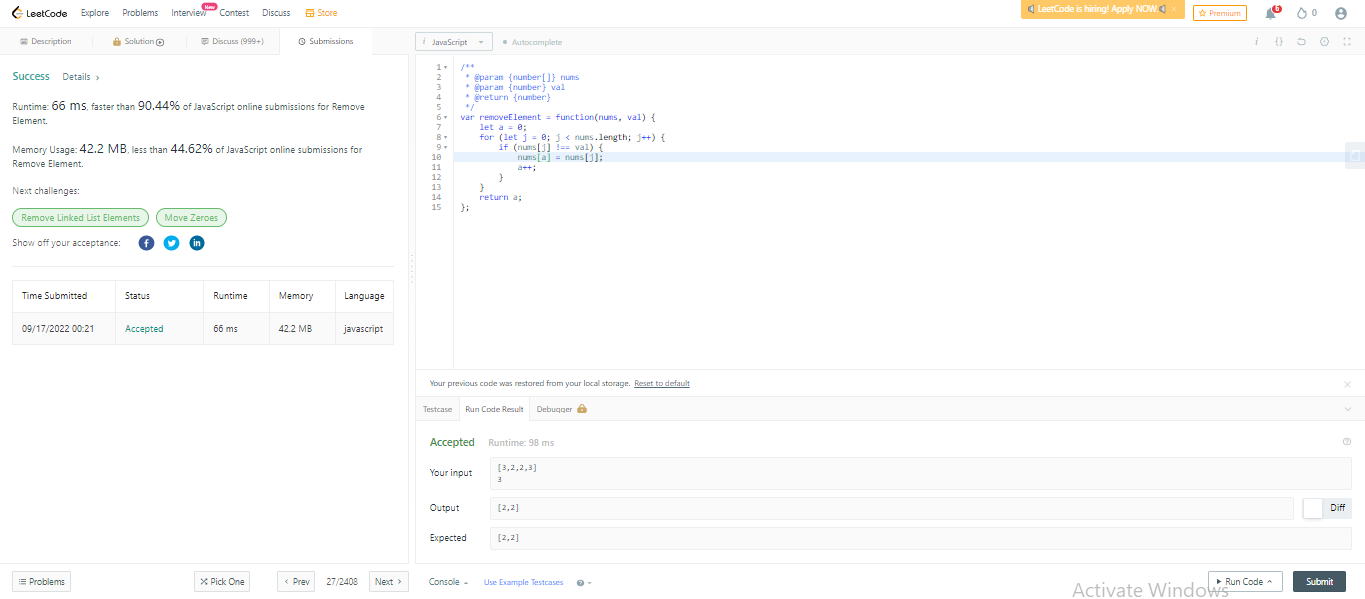 LeetCode Explore Problems Interview New Contest Discuss Store LeetCode is hiring! Apply NOW. × Premium 6 0
Description Solution Discuss (999+) Submissions
i JavaScript Autocomplete i {}
Success Details >
Runtime: 66 ms, faster than 90.44% of JavaScript online submissions for Remove
Element.
Memory Usage: 42.2 MB, less than 44.62% of JavaScript online submissions for
Remove Element.
Next challenges:
Remove Linked List Elements Move Zeroes
Show off your acceptance: f in
Time Submitted Status Runtime Memory Language
09/17/2022 00:21 Accepted 66 ms 42.2 MB javascript
1 /**
2 * @param {number[]} nums
3 * @param {number} val
4 * @return {number}
5 */
6 var removeElement = function(nums, val) {
7 let a = 0;
8 for (let j = 0; j < nums.length; j++) {
9 if (nums[j] !== val) {
10 nums[a] = nums[j];
11 a++;
12 }
13 }
14 return a;
15 };
Your previous code was restored from your local storage. Reset to default ×
Testcase Run Code Result Debugger
Accepted Runtime: 98 ms
Your input [3,2,2,3]
3
Output [2,2] Diff
Expected [2,2]
Problems Pick One < Prev 27/2408 Next >
Console Use Example Testcases ? Run Code Submit
Activate Windows